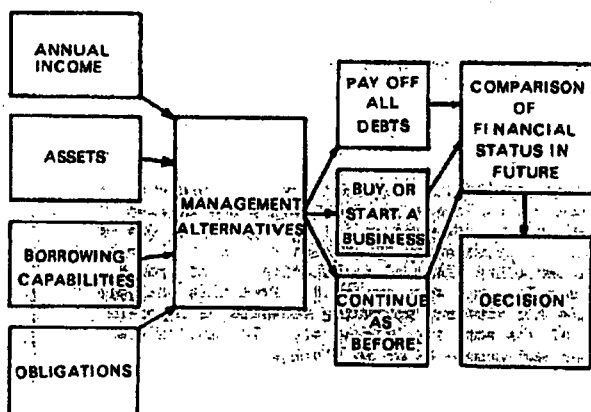 ANNUAL
INCOME
ASSETS
BORROWING
CAPABILITIES
OBLIGATIONS
MANAGEMENT
ALTERNATIVES
PAY OFF
ALL
DEBTS
BUY OR
START A
BUSINESS
CONTINUE
AS
BEFORE
COMPARISON
OF
FINANCIAL
STATUS IN
FUTURE
DECISION